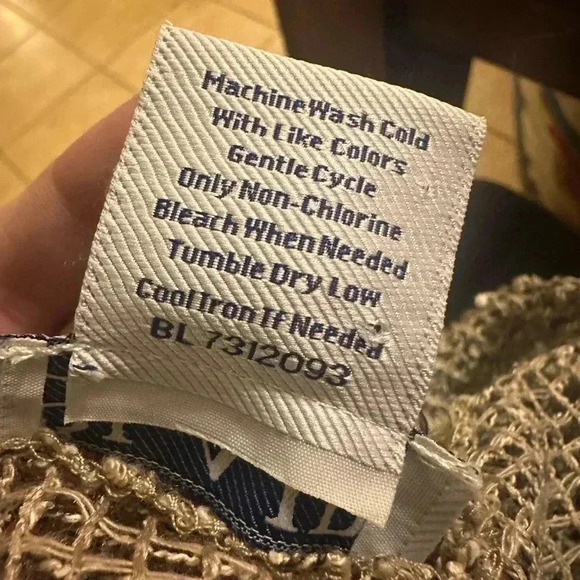 Machine Wash Cold
With Like Colors
Gentle Cycle
Only Non-Chlorine
Bleach When Needed
Tumble Dry Low
Cool Iron If Needed
BL 7312093